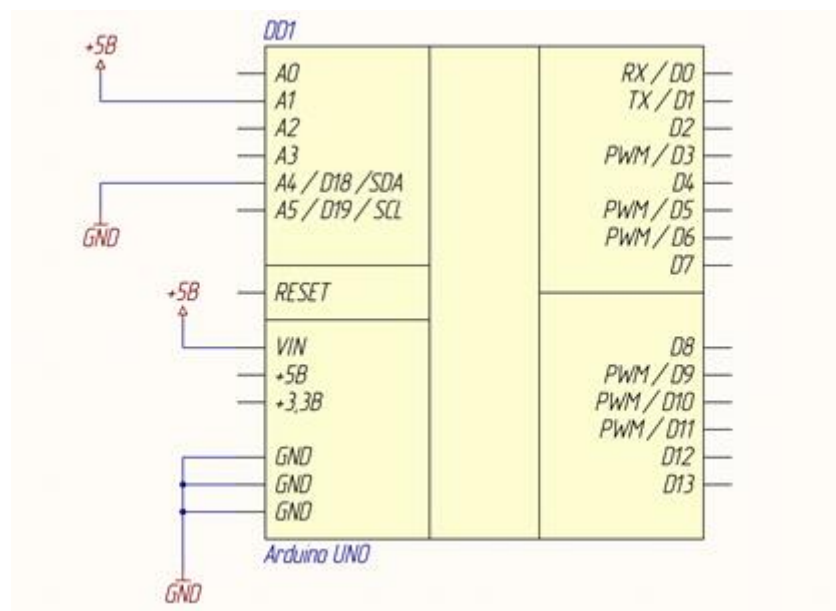 DD1
+5В
A0
A1
A2
A3
A4 / D18 / SDA
A5 / D19 / SCL
GND
RESET
+5В
VIN
+5В
+3,3В
GND
GND
GND
GND
RX / D0
TX / D1
D2
PWM / D3
D4
PWM / D5
PWM / D6
D7
D8
PWM / D9
PWM / D10
PWM / D11
D12
D13
Arduino UNO